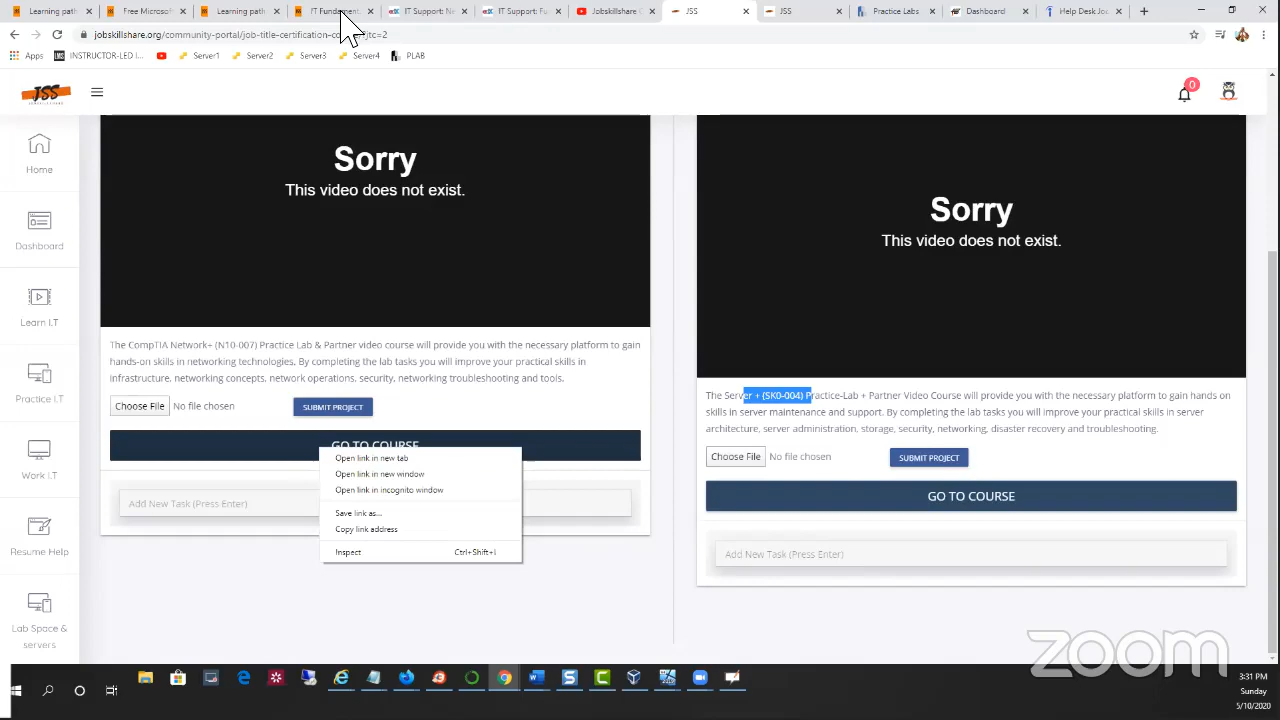 Learning path
Free Microsof
Learning path
IT Fundament
IT Support: Ne
IT Support: Fu
Jobskillshare C
JSS
JSS
Practice Labs
Dashboard
Help Desk Jo
jobskillshare.org/community-portal/job-title-certification-co
jtc=2
Apps
LMS
INSTRUCTOR-LED I...
Server1
Server2
Server3
Server4
PLAB
JSS
0
Home
Dashboard
Learn I.T
Practice I.T
Work I.T
Resume Help
Lab Space &
servers
Sorry
This video does not exist.
The CompTIA Network+ (N10-007) Practice Lab & Partner video course will provide you with the necessary platform to gain
hands-on skills in networking technologies. By completing the lab tasks you will improve your practical skills in
infrastructure, networking concepts, network operations, security, networking troubleshooting and tools.
Choose File No file chosen
SUBMIT PROJECT
GO TO COURSE
Open link in new tab
Open link in new window
Open link in incognito window
Save link as...
Copy link address
Inspect Ctrl+Shift+I
Add New Task (Press Enter)
Sorry
This video does not exist.
The Server + (SK0-004) Practice-Lab + Partner Video Course will provide you with the necessary platform to gain hands on
skills in server maintenance and support. By completing the lab tasks you will improve your practical skills in server
architecture, server administration, storage, security, networking, disaster recovery and troubleshooting.
Choose File No file chosen
SUBMIT PROJECT
GO TO COURSE
Add New Task (Press Enter)
zoom
3:31 PM
Sunday
5/10/2020